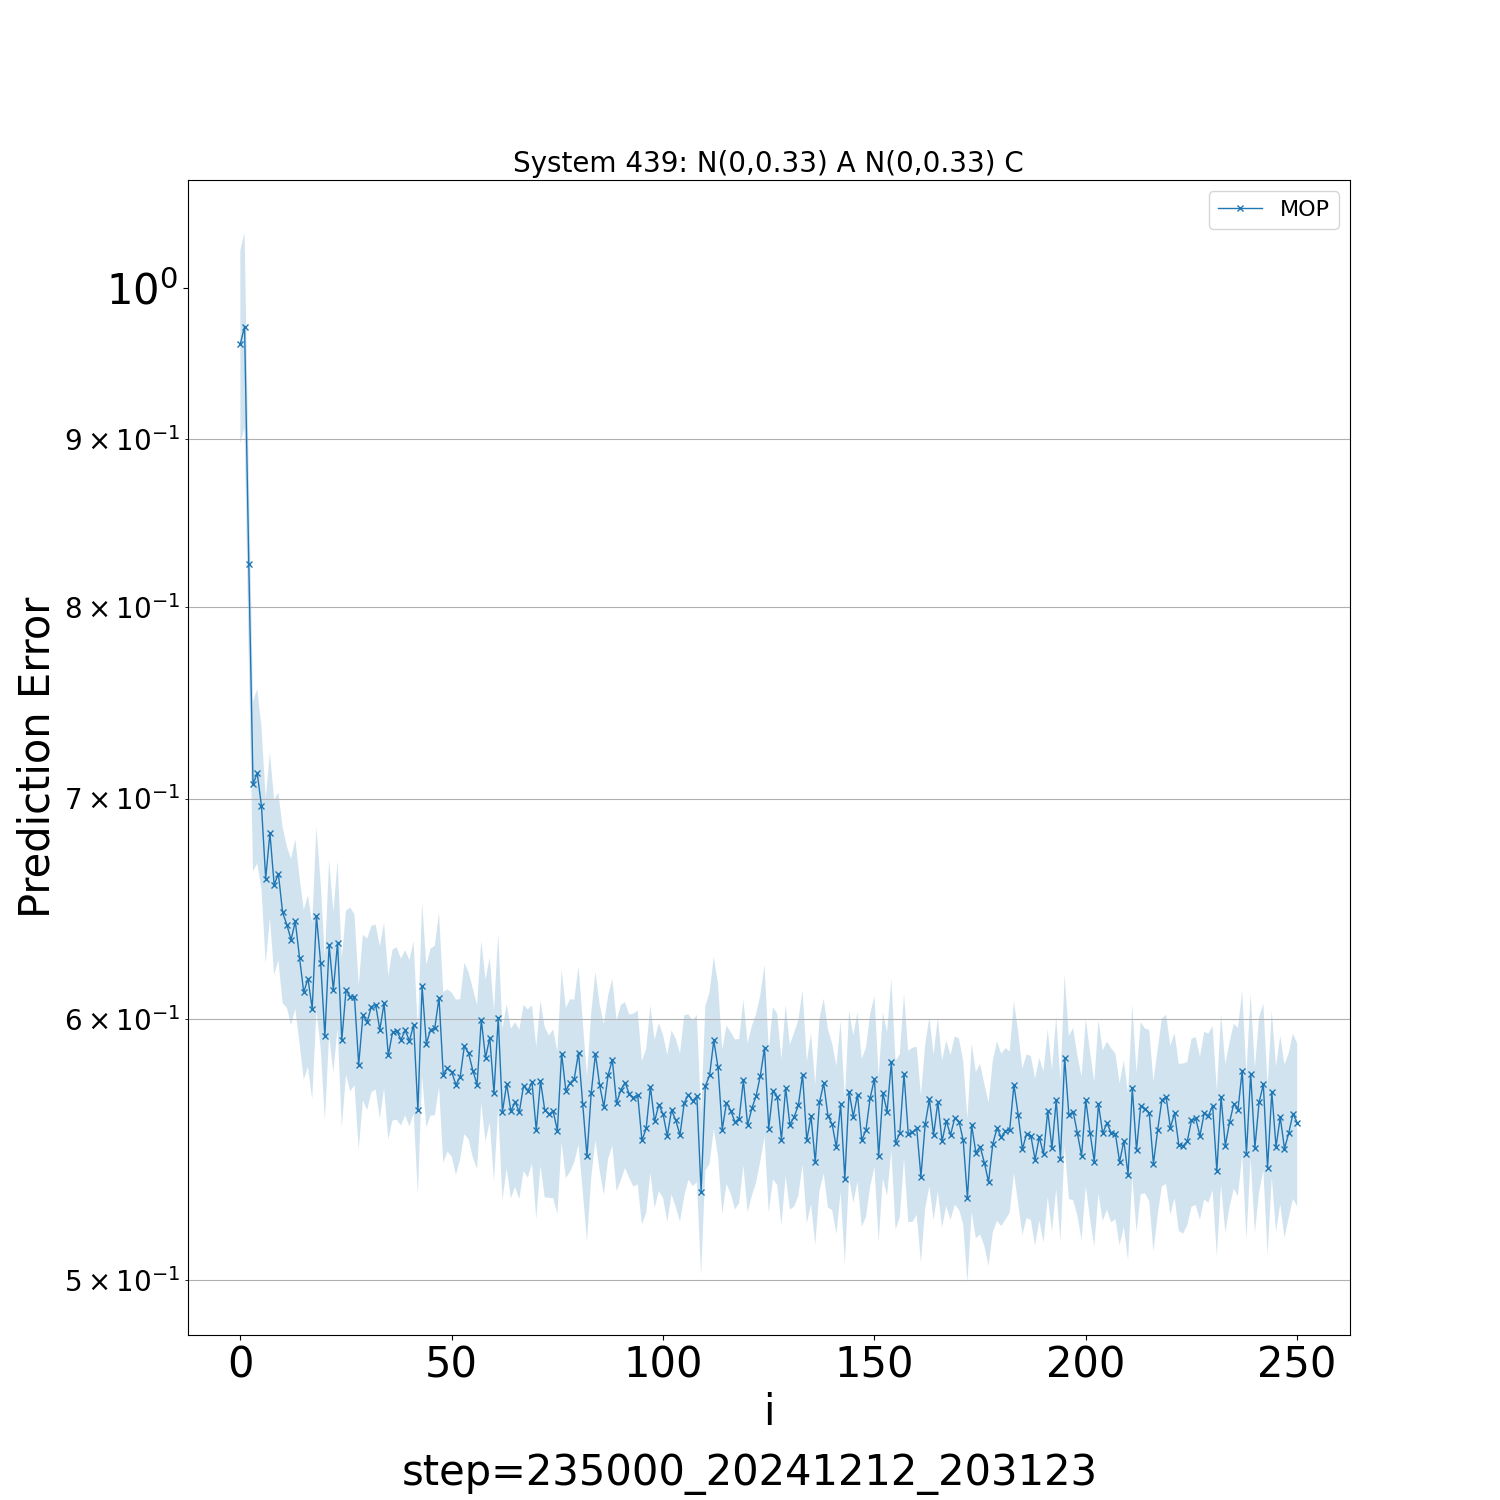 System 439: N(0,0.33) A N(0,0.33) C
MOP
10⁰
9 × 10⁻¹
8 × 10⁻¹
7 × 10⁻¹
6 × 10⁻¹
5 × 10⁻¹
Prediction Error
0 50 100 150 200 250
i
step=235000_20241212_203123